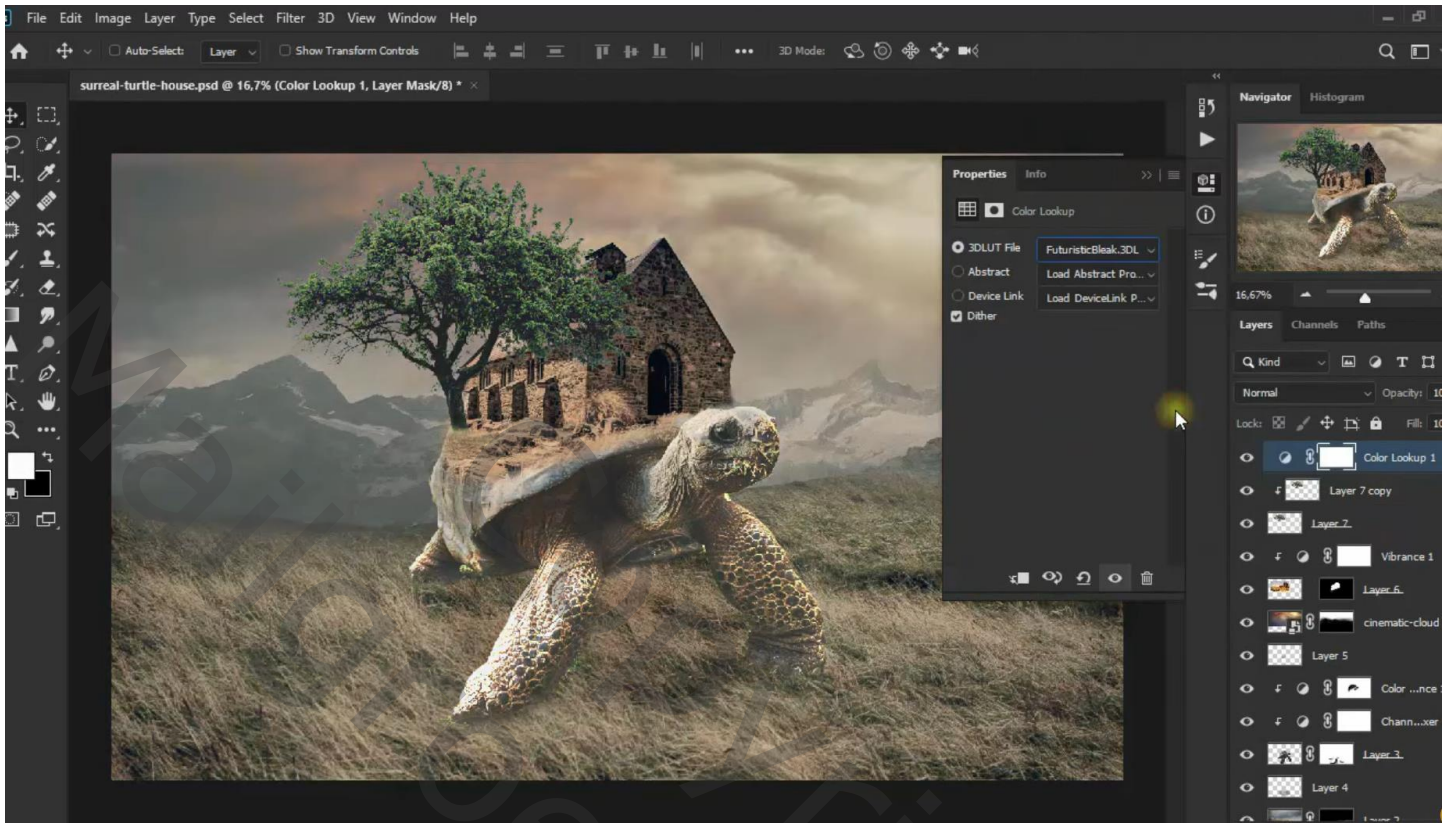 File Edit Image Layer Type Select Filter 3D View Window Help
Auto-Select: Layer Show Transform Controls ••• 3D Mode:
surreal-turtle-house.psd @ 16,7% (Color Lookup 1, Layer Mask/8) * ×
Navigator Histogram
Properties Info
Color Lookup
3DLUT File FuturisticBleak.3DL
Abstract Load Abstract Pro...
Device Link Load DeviceLink P...
Dither
16,67%
Layers Channels Paths
Kind
Normal Opacity:
Lock: Fill:
Color Lookup 1
Layer 7 copy
Layer 7
Vibrance 1
Layer 6
cinematic-cloud
Layer 5
Color ...nce
Chann...xer
Layer 3
Layer 4